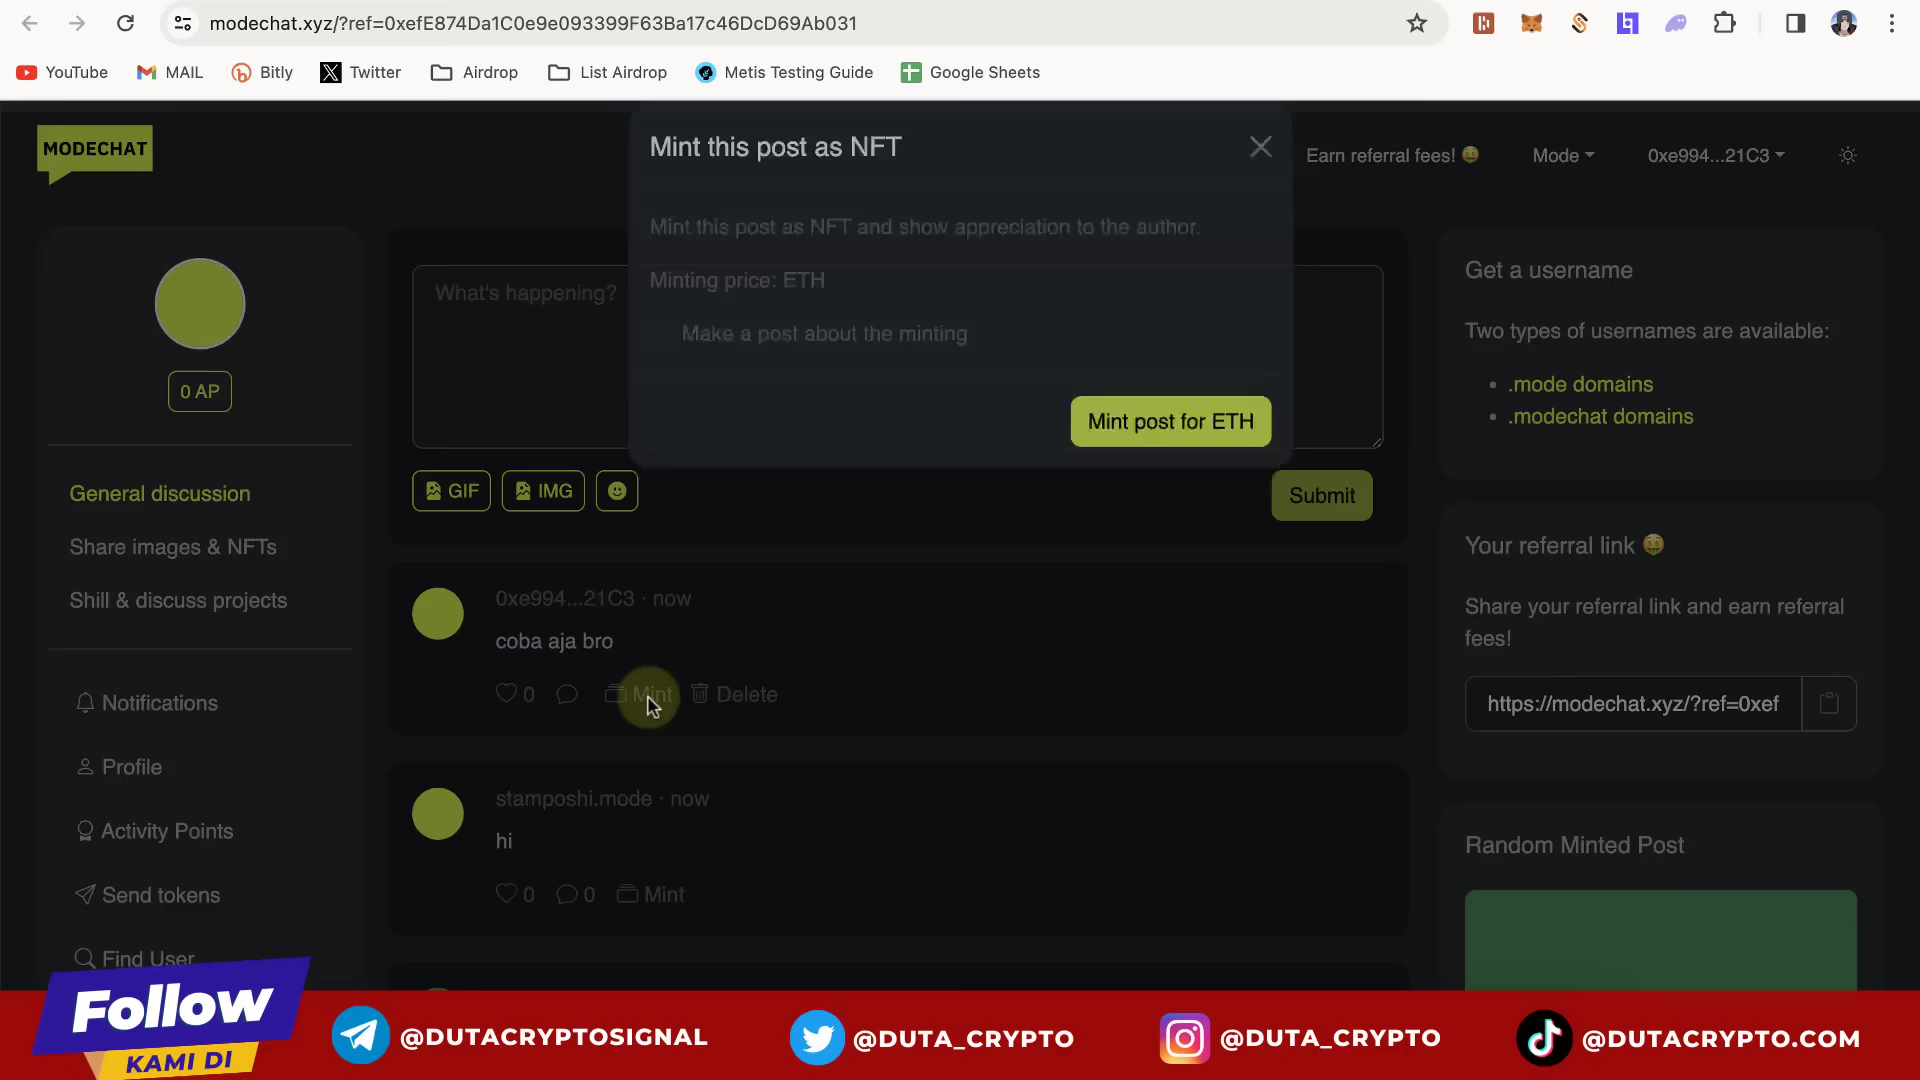 modechat.xyz/?ref=0xefE874Da1C0e9e093399F63Ba17c46DcD69Ab031
YouTube
MAIL
Bitly
Twitter
Airdrop
List Airdrop
Metis Testing Guide
Google Sheets
MODECHAT
Earn referral fees! 🤑
Mode
0xe994...21C3
Mint this post as NFT
Mint this post as NFT and show appreciation to the author.
Minting price: ETH
Make a post about the minting
Mint post for ETH
0 AP
General discussion
Share images & NFTs
Shill & discuss projects
Notifications
Profile
Activity Points
Send tokens
Find User
What's happening?
GIF
IMG
Submit
0xe994...21C3 · now
coba aja bro
0
Mint
Delete
stamposhi.mode · now
hi
0
0
Mint
Get a username
Two types of usernames are available:
• .mode domains
• .modechat domains
Your referral link 🤑
Share your referral link and earn referral
fees!
https://modechat.xyz/?ref=0xef
Random Minted Post
Follow
KAMI DI
@DUTACRYPTOSIGNAL
@DUTA_CRYPTO
@DUTA_CRYPTO
@DUTACRYPTO.COM